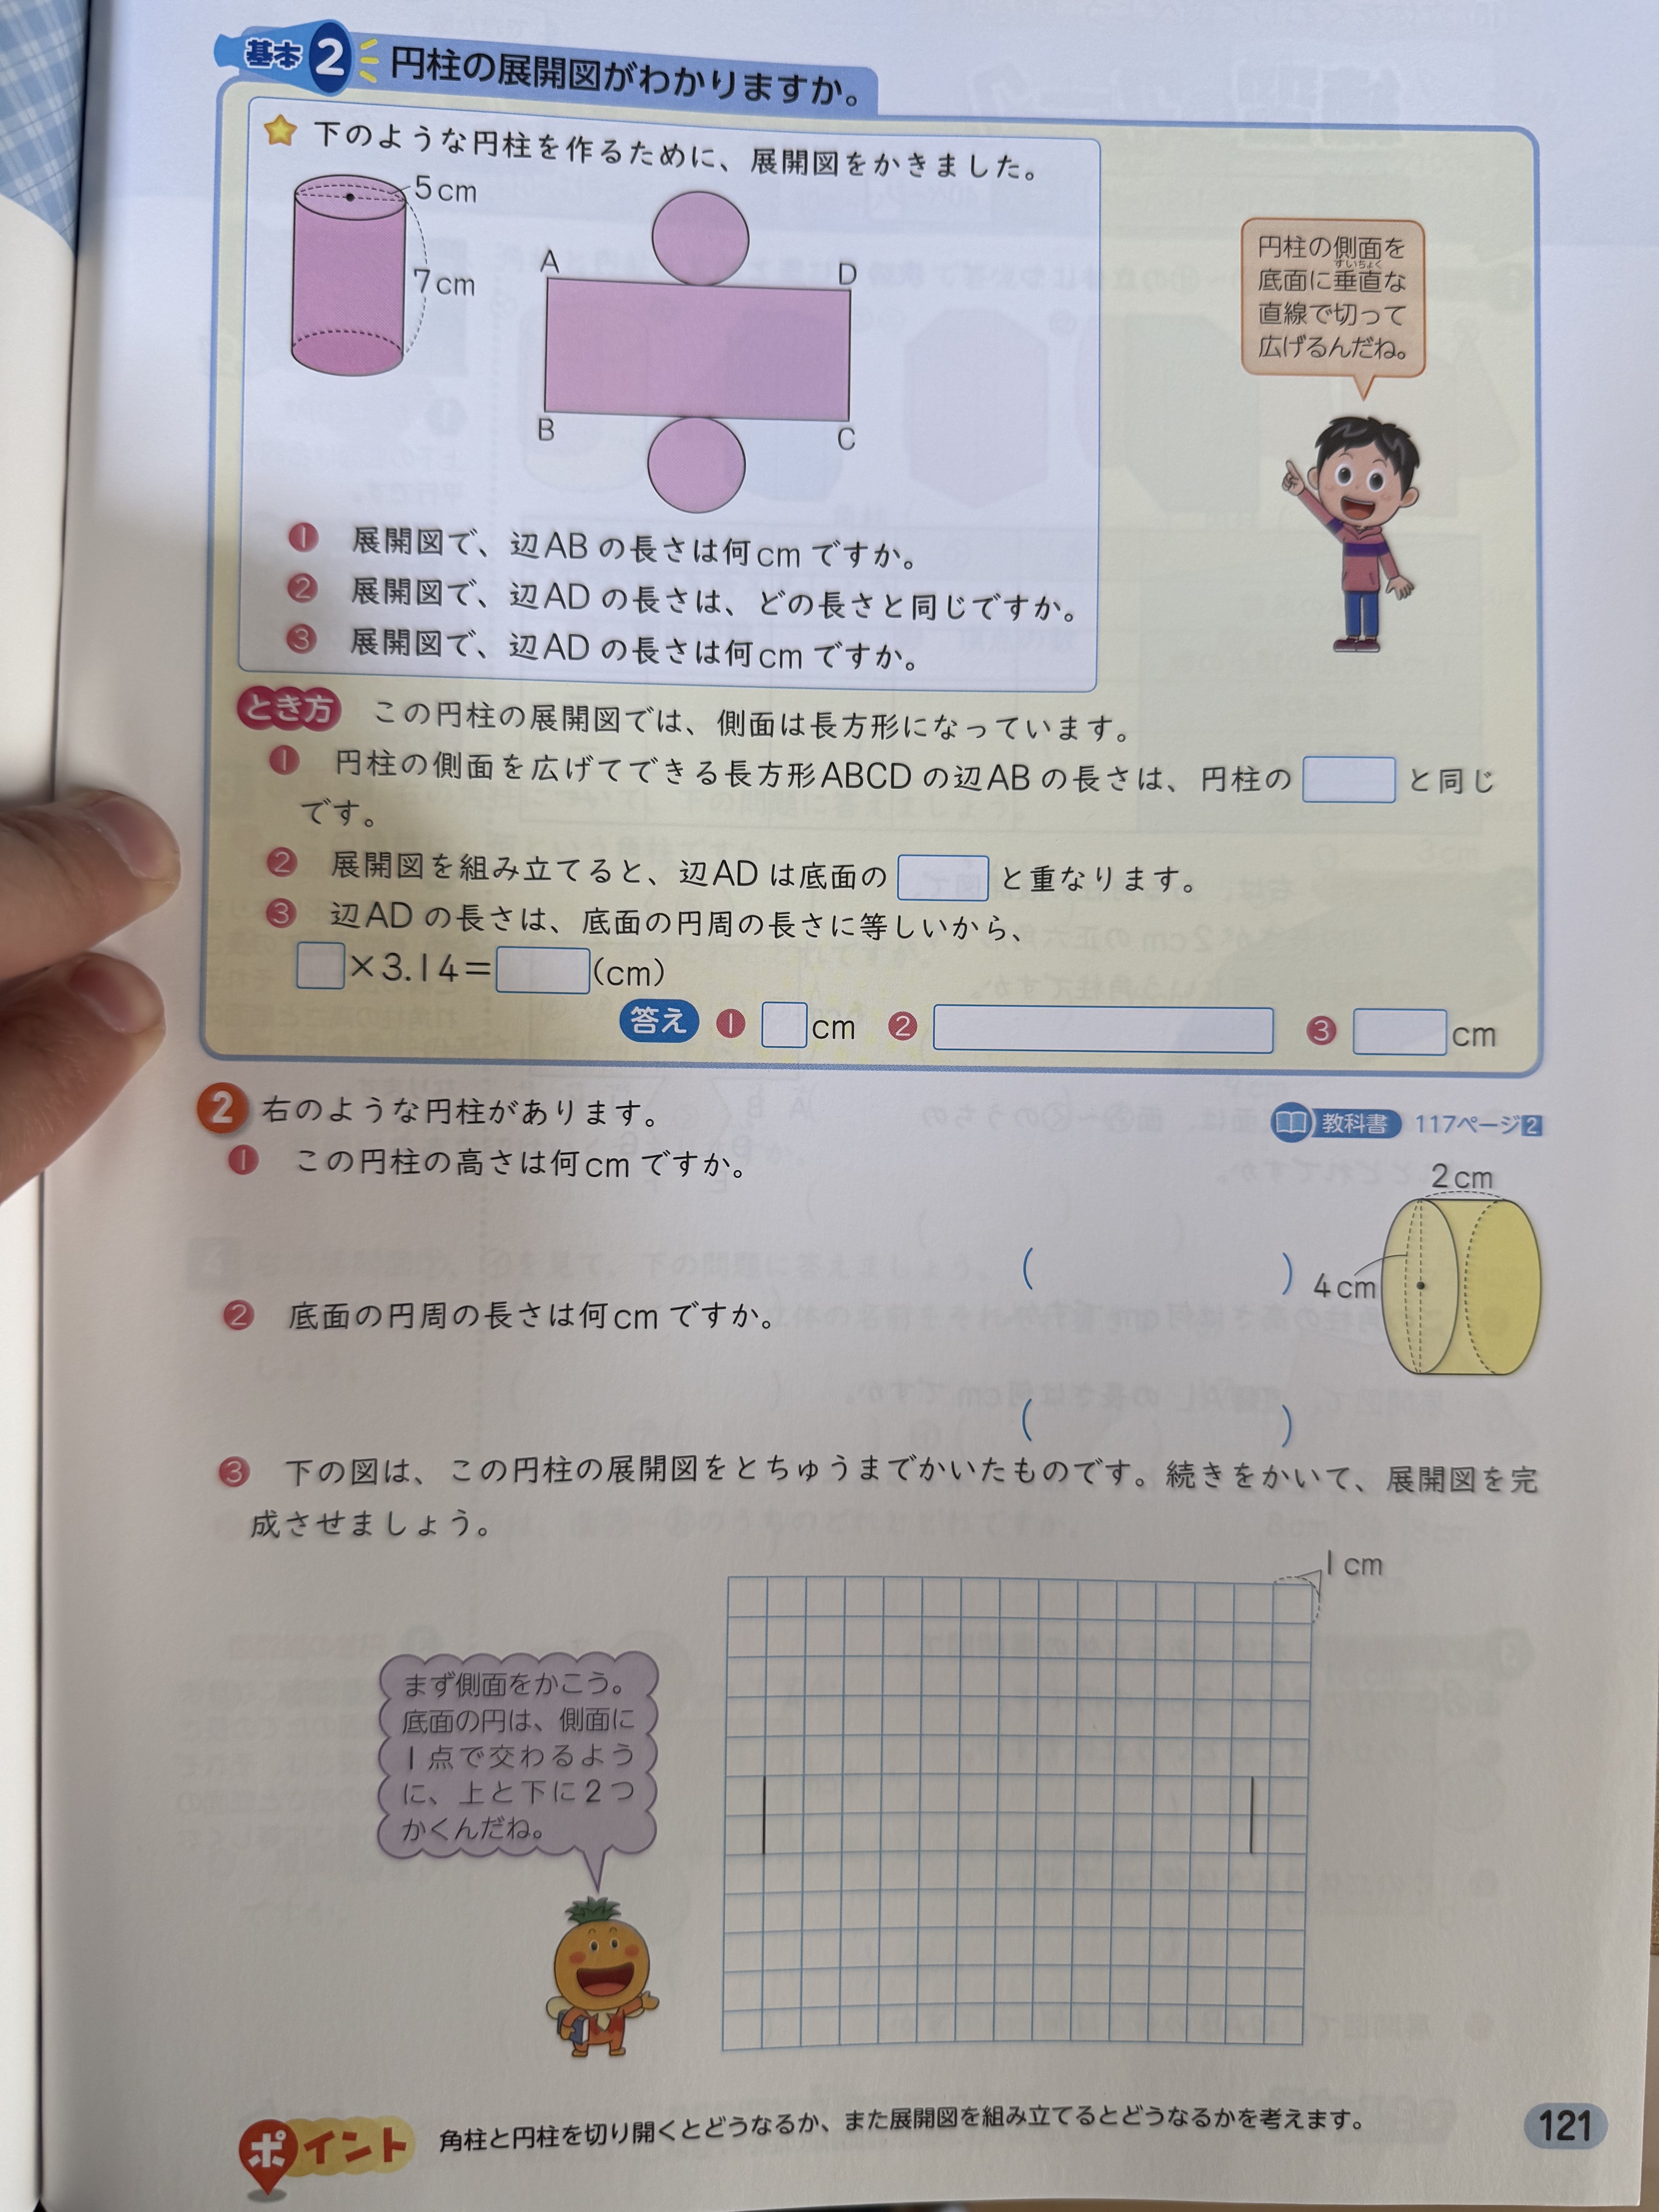 基本2 円柱の展開図がわかりますか。
下のような円柱を作るために、展開図をかきました。
5cm
7cm
A
D
B
C
円柱の側面を
すいちょく
底面に垂直な
直線で切って
広げるんだね。
1 展開図で、辺ABの長さは何cmですか。
2 展開図で、辺ADの長さは、どの長さと同じですか。
3 展開図で、辺ADの長さは何cmですか。
とき方 この円柱の展開図では、側面は長方形になっています。
1 円柱の側面を広げてできる長方形ABCDの辺ABの長さは、円柱の と同じ
です。
2 展開図を組み立てると、辺ADは底面の と重なります。
3 辺ADの長さは、底面の円周の長さに等しいから、
×3.14= (cm)
答え 1 cm 2 3 cm
2 右のような円柱があります。
教科書 117ページ2
1 この円柱の高さは何cmですか。
2cm
( )
4cm
2 底面の円周の長さは何cmですか。
( )
3 下の図は、この円柱の展開図をとちゅうまでかいたものです。続きをかいて、展開図を完
成させましょう。
1cm
まず側面をかこう。
底面の円は、側面に
1点で交わるよう
に、上と下に2つ
かくんだね。
ポイント 角柱と円柱を切り開くとどうなるか、また展開図を組み立てるとどうなるかを考えます。
121